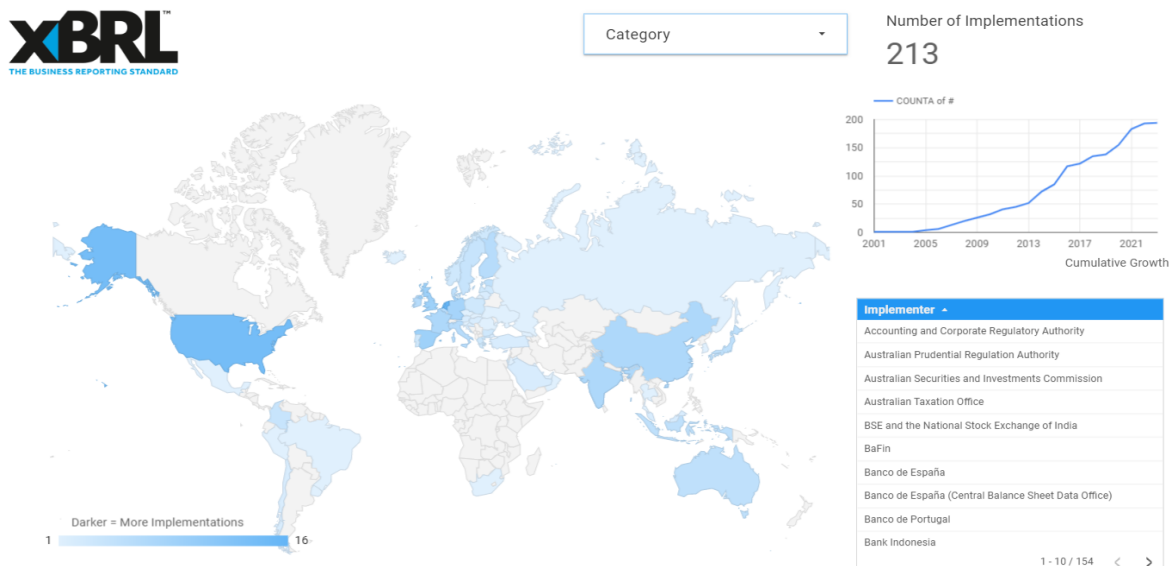 XBRL™
THE BUSINESS REPORTING STANDARD
Category
Number of Implementations
213
COUNTA of #
200
150
100
50
0
2001 2005 2009 2013 2017 2021
Cumulative Growth
Implementer
Accounting and Corporate Regulatory Authority
Australian Prudential Regulation Authority
Australian Securities and Investments Commission
Australian Taxation Office
BSE and the National Stock Exchange of India
BaFin
Banco de España
Banco de España (Central Balance Sheet Data Office)
Banco de Portugal
Bank Indonesia
1 - 10 / 154
Darker = More Implementations
1 16